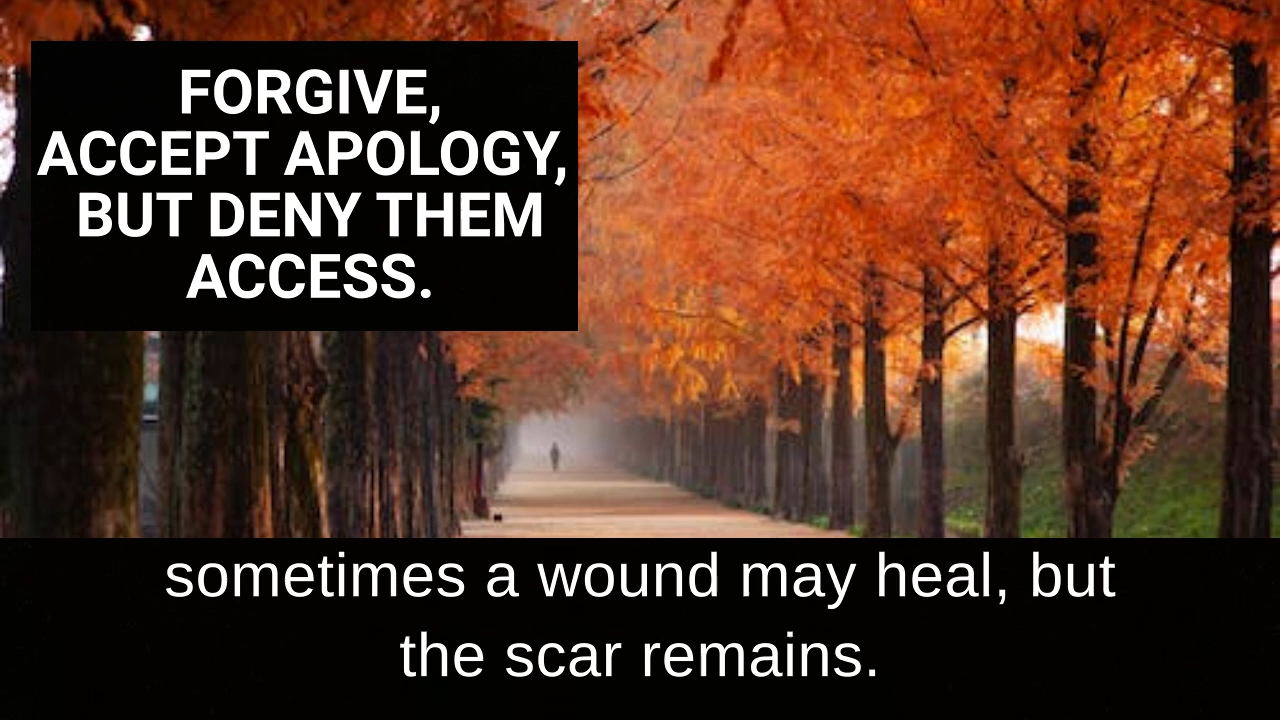 FORGIVE,
ACCEPT APOLOGY,
BUT DENY THEM
ACCESS.
sometimes a wound may heal, but
the scar remains.